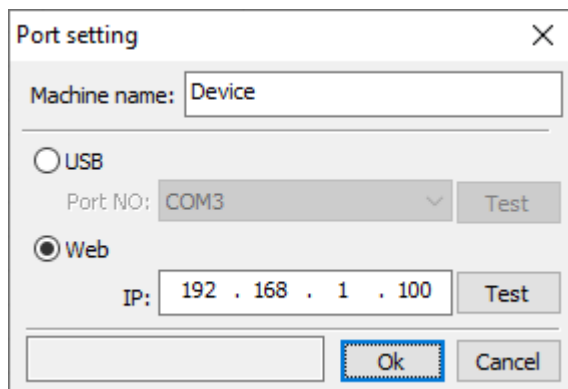 Port setting
Machine name: Device
USB
Port NO: COM3 Test
Web
IP: 192 . 168 . 1 . 100 Test
Ok Cancel